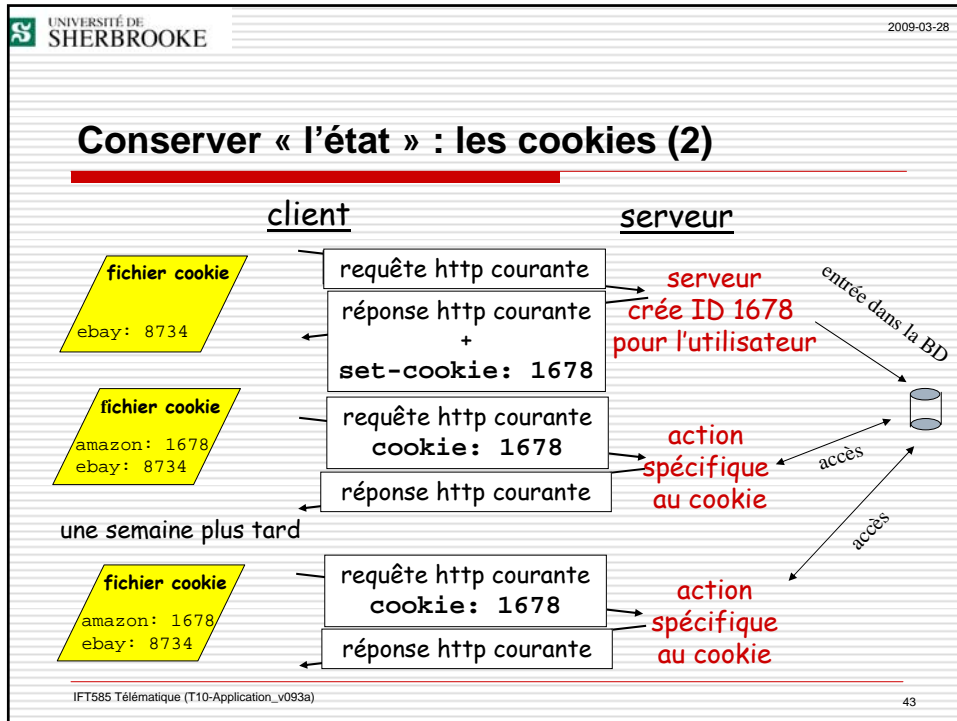 UNIVERSITÉ DE
SHERBROOKE
2009-03-28
Conserver « l'état » : les cookies (2)
client
serveur
fichier cookie
ebay: 8734
requête http courante
réponse http courante
+
set-cookie: 1678
serveur
crée ID 1678
pour l'utilisateur
entrée dans la BD
fichier cookie
amazon: 1678
ebay: 8734
requête http courante
cookie: 1678
réponse http courante
action
spécifique
au cookie
accès
une semaine plus tard
accès
fichier cookie
amazon: 1678
ebay: 8734
requête http courante
cookie: 1678
réponse http courante
action
spécifique
au cookie
IFT585 Télématique (T10-Application_v093a)
43